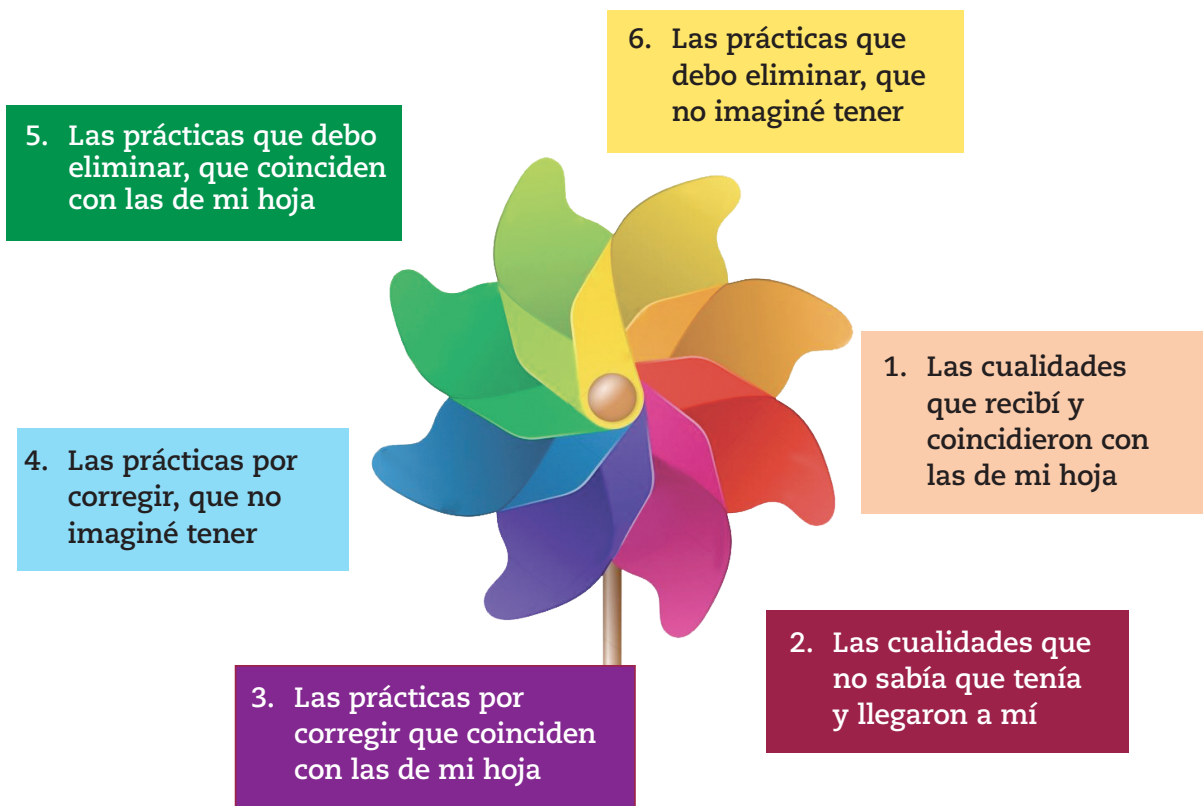 6. Las prácticas que
debo eliminar, que
no imaginé tener
5. Las prácticas que debo
eliminar, que coinciden
con las de mi hoja
1. Las cualidades
que recibí y
coincidieron con
las de mi hoja
4. Las prácticas por
corregir, que no
imaginé tener
2. Las cualidades que
no sabía que tenía
y llegaron a mí
3. Las prácticas por
corregir que coinciden
con las de mi hoja